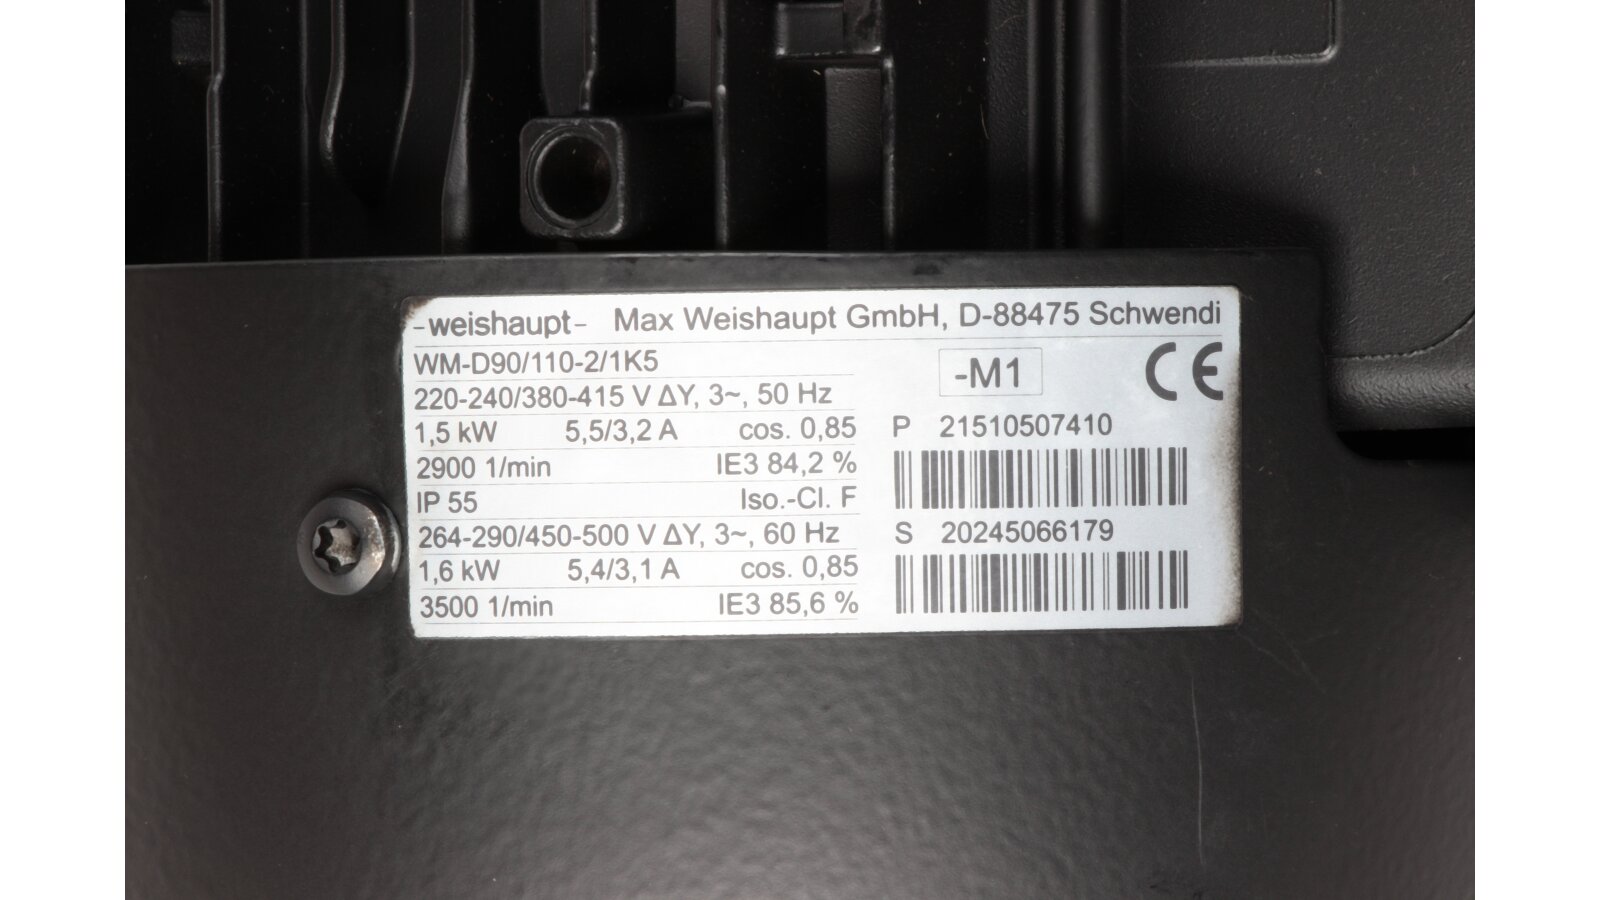 -weishaupt- Max Weishaupt GmbH, D-88475 Schwendi
WM-D90/110-2/1K5
-M1
CE
220-240/380-415 V ΔY, 3~, 50 Hz
1,5 kW 5,5/3,2 A cos. 0,85
2900 1/min IE3 84,2 %
IP 55 Iso.-Cl. F
264-290/450-500 V ΔY, 3~, 60 Hz
1,6 kW 5,4/3,1 A cos. 0,85
3500 1/min IE3 85,6 %
P 21510507410
S 20245066179